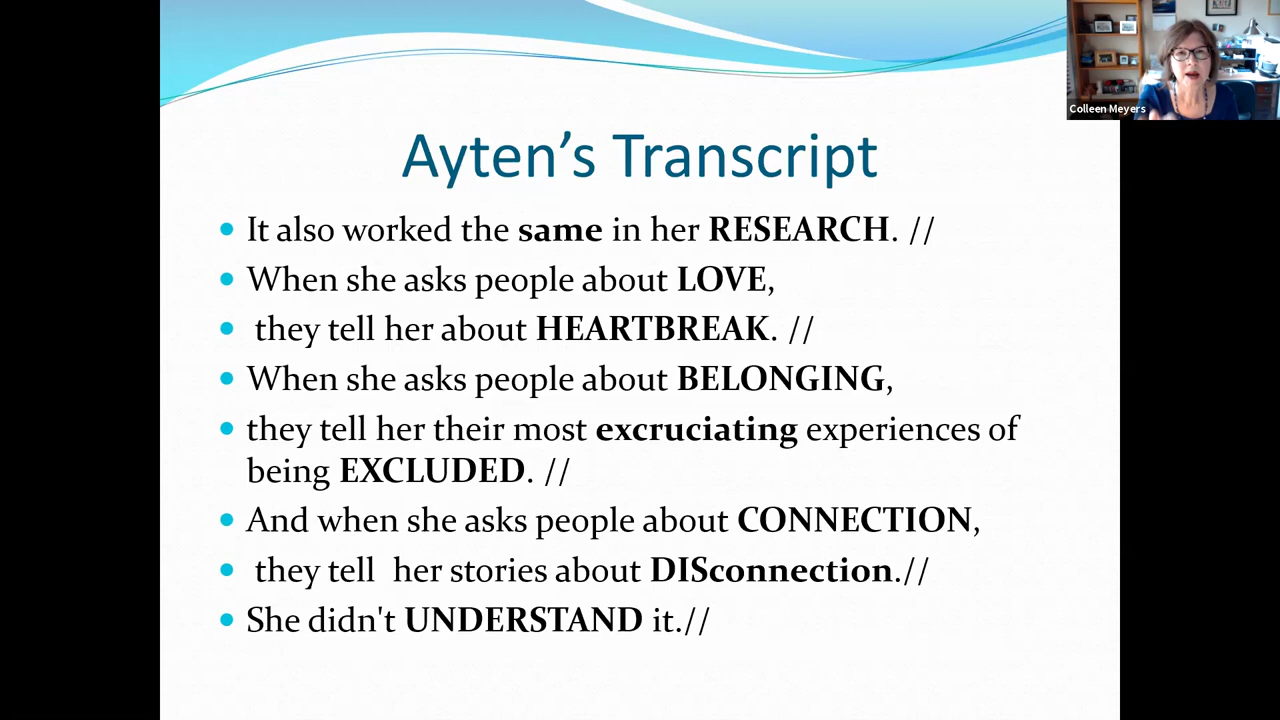 Colleen Meyers
Ayten’s Transcript
• It also worked the same in her RESEARCH. //
• When she asks people about LOVE,
• they tell her about HEARTBREAK. //
• When she asks people about BELONGING,
• they tell her their most excruciating experiences of
being EXCLUDED. //
• And when she asks people about CONNECTION,
• they tell  her stories about DISconnection.//
• She didn't UNDERSTAND it.//